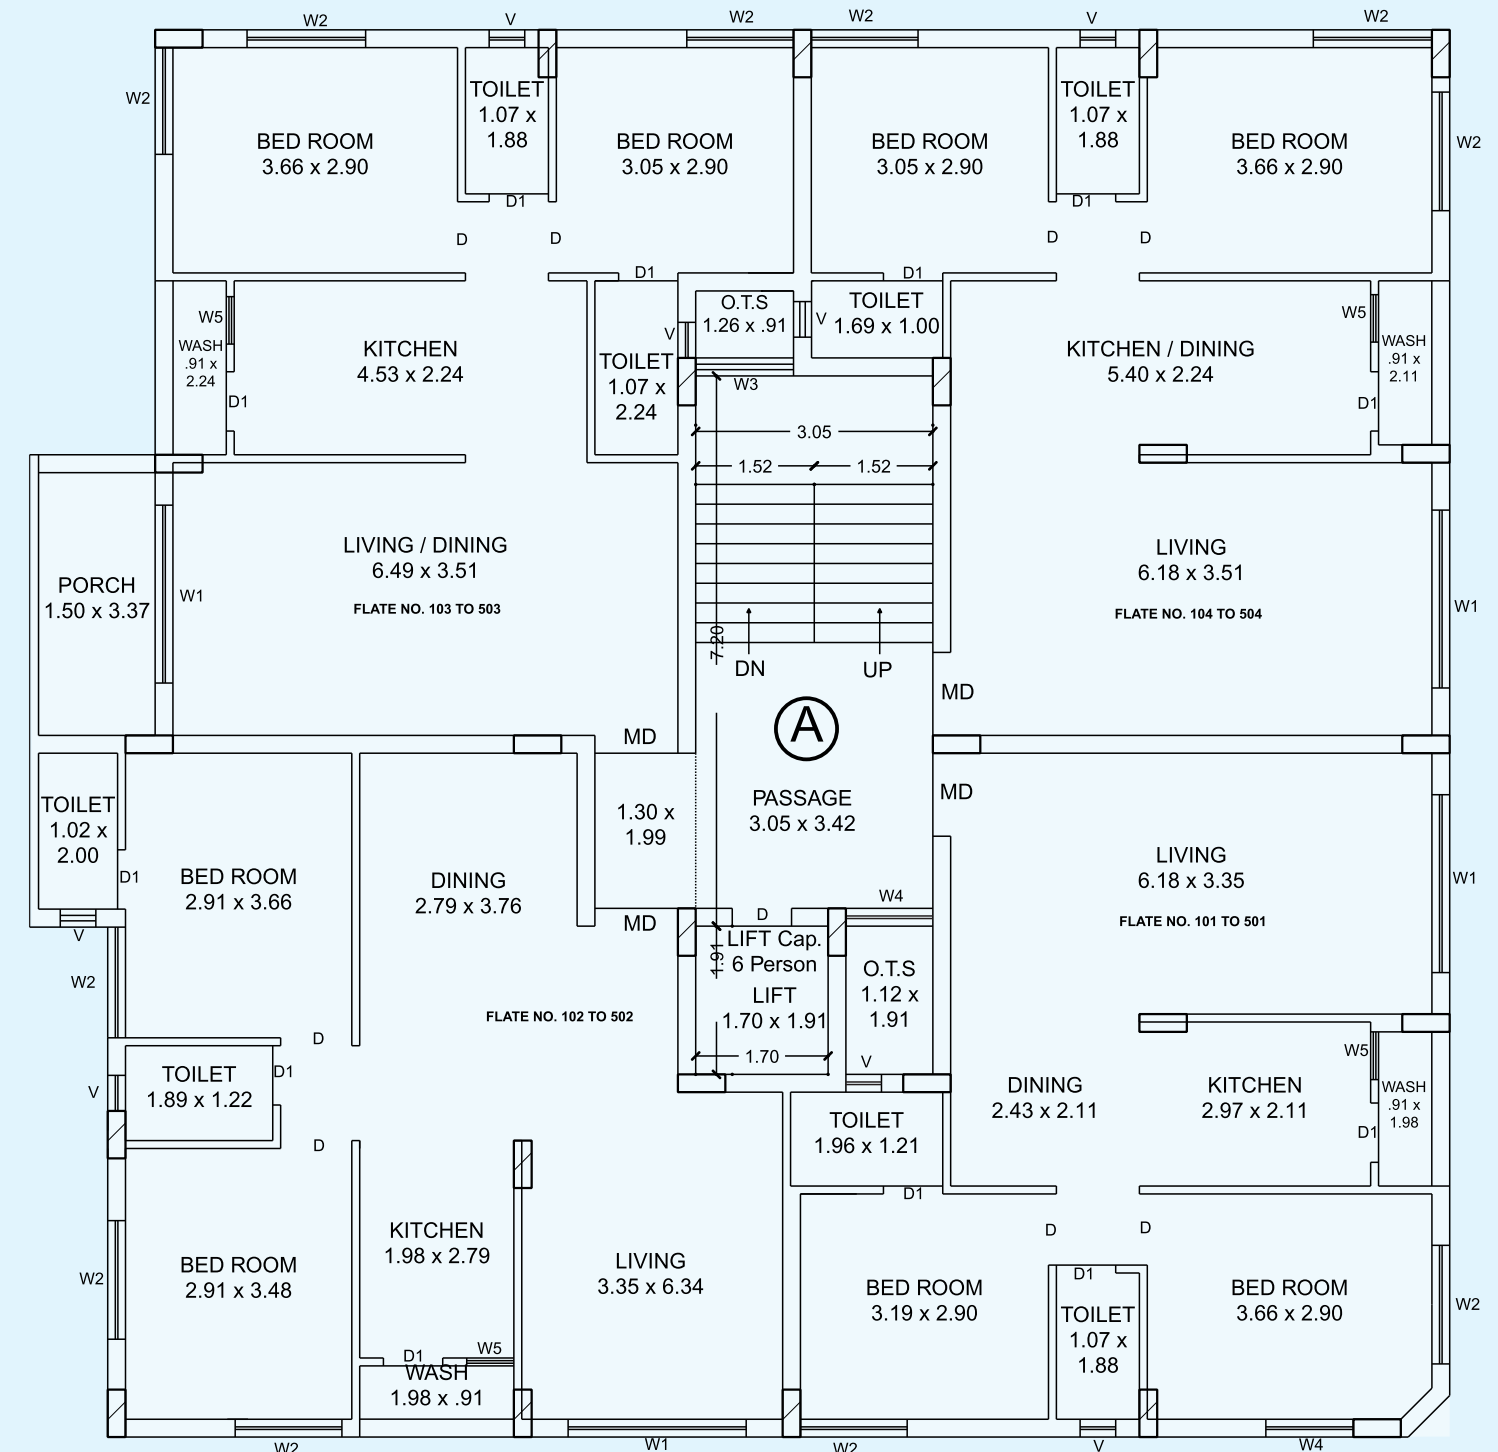 W2
V
W2
W2
V
W2
W2
BED ROOM
3.66 x 2.90
TOILET
1.07 x
1.88
D1
BED ROOM
3.05 x 2.90
BED ROOM
3.05 x 2.90
TOILET
1.07 x
1.88
D1
BED ROOM
3.66 x 2.90
W2
D
D
D
D
D1
D1
W5
WASH
.91 x
2.24
D1
KITCHEN
4.53 x 2.24
TOILET
1.07 x
2.24
V
O.T.S
1.26 x .91
V
TOILET
1.69 x 1.00
W3
KITCHEN / DINING
5.40 x 2.24
W5
WASH
.91 x
2.11
D1
3.05
1.52
1.52
PORCH
1.50 x 3.37
W1
LIVING / DINING
6.49 x 3.51
FLATE NO. 103 TO 503
7.20
DN
UP
LIVING
6.18 x 3.51
FLATE NO. 104 TO 504
W1
MD
MD
A
TOILET
1.02 x
2.00
D1
V
BED ROOM
2.91 x 3.66
DINING
2.79 x 3.76
1.30 x
1.99
MD
PASSAGE
3.05 x 3.42
MD
LIVING
6.18 x 3.35
FLATE NO. 101 TO 501
W1
W2
D
W4
1.91
LIFT Cap.
6 Person
LIFT
1.70 x 1.91
1.70
O.T.S
1.12 x
1.91
V
FLATE NO. 102 TO 502
D
V
TOILET
1.89 x 1.22
D1
D
TOILET
1.96 x 1.21
D1
DINING
2.43 x 2.11
KITCHEN
2.97 x 2.11
W5
WASH
.91 x
1.98
D1
W2
BED ROOM
2.91 x 3.48
KITCHEN
1.98 x 2.79
D1
W5
WASH
1.98 x .91
LIVING
3.35 x 6.34
D
D
BED ROOM
3.19 x 2.90
D1
TOILET
1.07 x
1.88
BED ROOM
3.66 x 2.90
W2
W2
W1
W2
V
W4